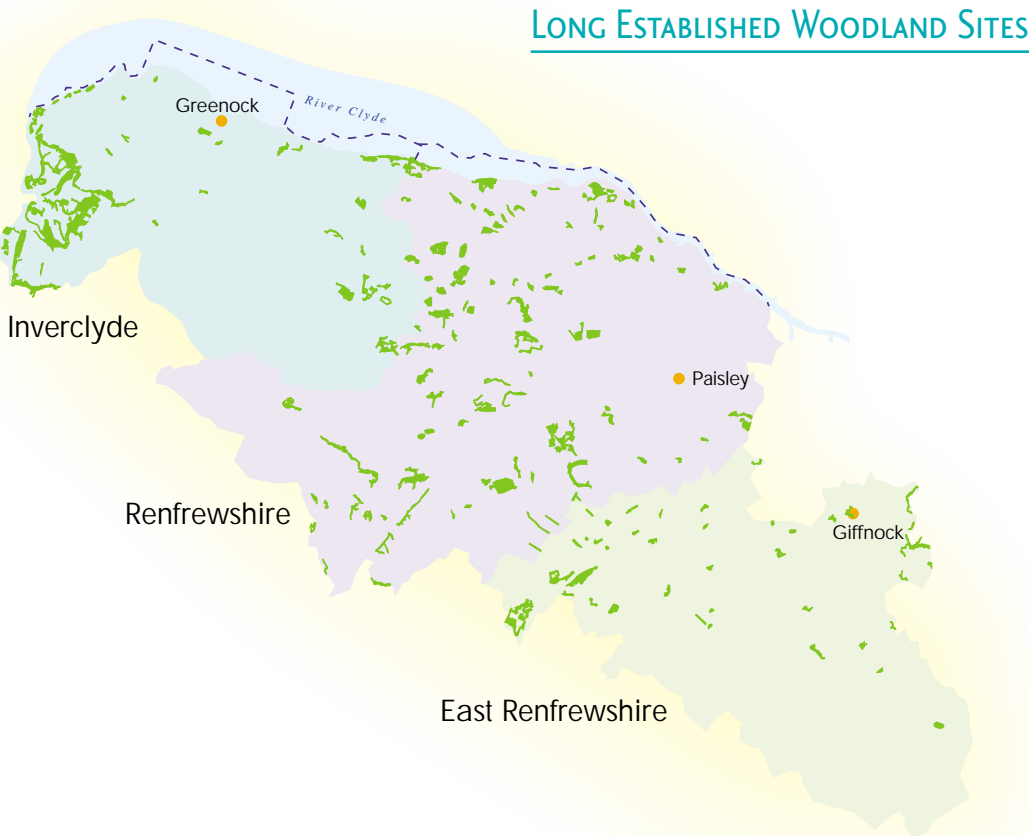 LONG ESTABLISHED WOODLAND SITES
Greenock
River Clyde
Inverclyde
Paisley
Renfrewshire
Giffnock
East Renfrewshire